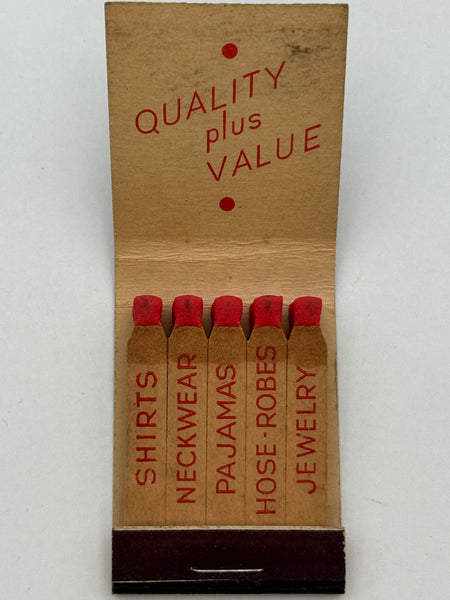 QUALITY
plus
VALUE
SHIRTS
NECKWEAR
PAJAMAS
HOSE-ROBES
JEWELRY